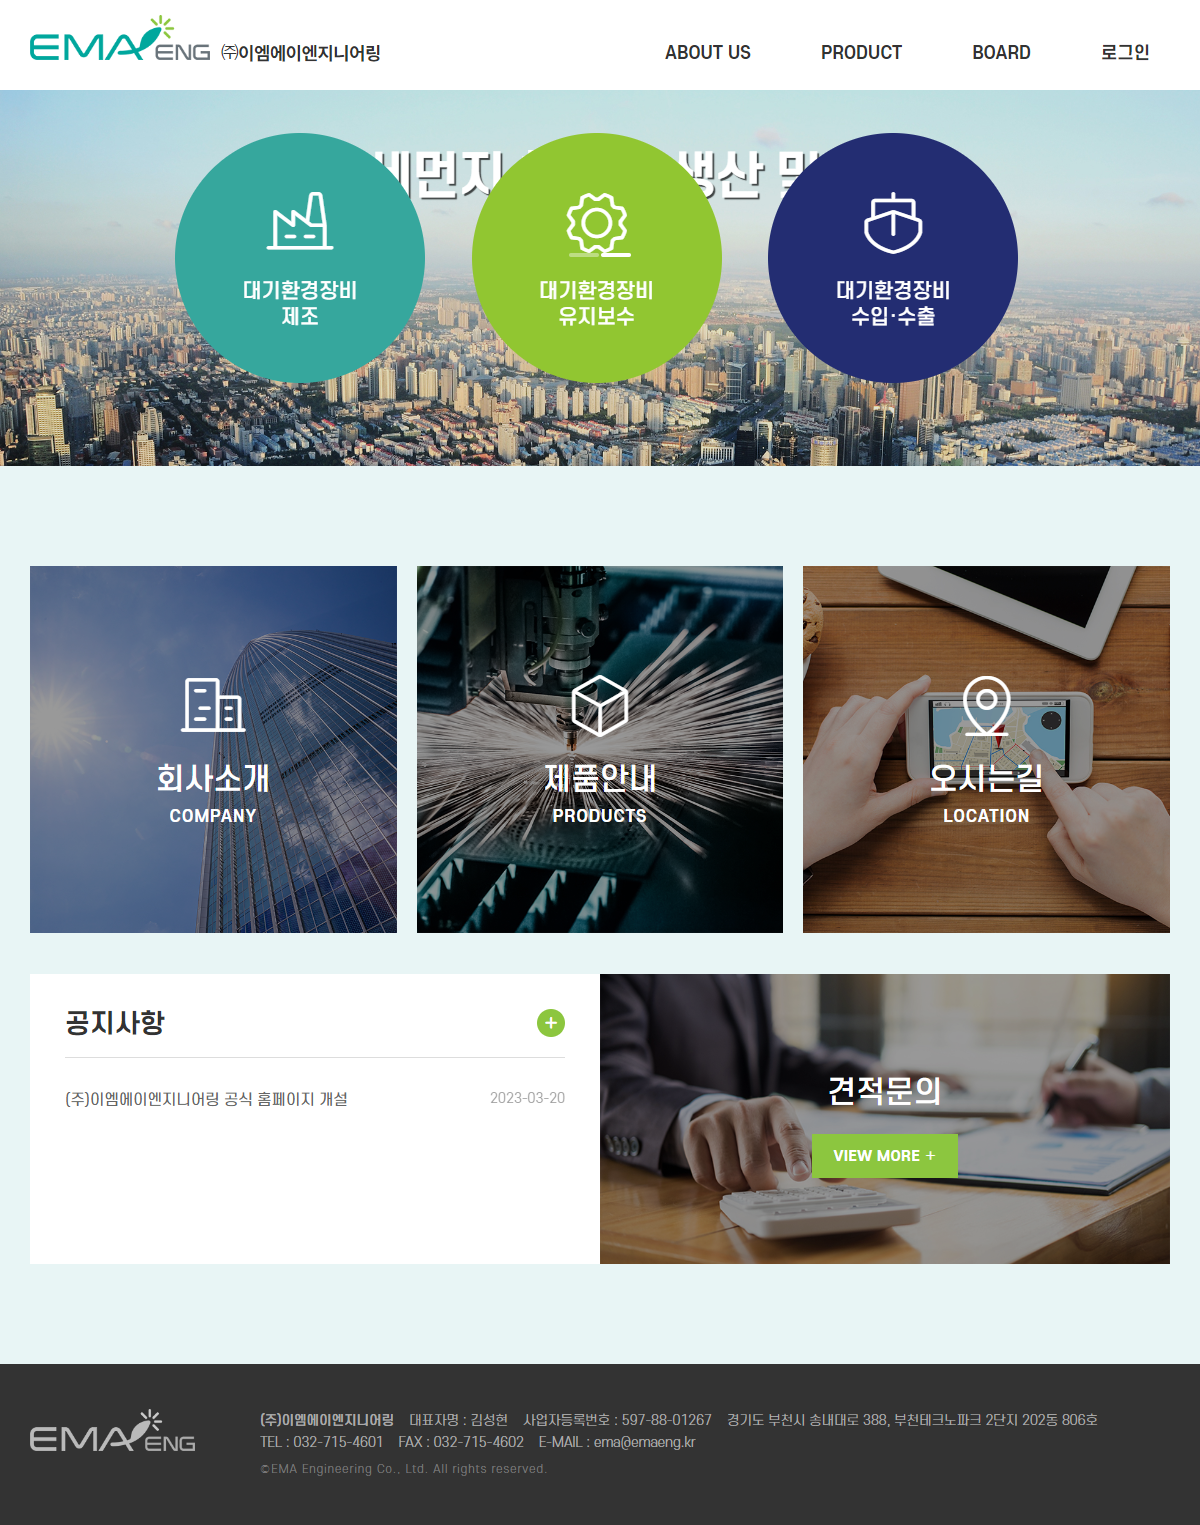 EMA ENG ㈜이엠에이엔지니어링
ABOUT US PRODUCT BOARD 로그인
대기환경장비
제조
대기환경장비
유지보수
대기환경장비
수입·수출
회사소개
COMPANY
제품안내
PRODUCTS
오시는길
LOCATION
공지사항 +
(주)이엠에이엔지니어링 공식 홈페이지 개설 2023-03-20
견적문의
VIEW MORE +
EMA ENG
(주)이엠에이엔지니어링 대표자명 : 김성현 사업자등록번호 : 597-88-01267 경기도 부천시 송내대로 388, 부천테크노파크 2단지 202동 806호
TEL : 032-715-4601 FAX : 032-715-4602 E-MAIL : ema@emaeng.kr
©EMA Engineering Co., Ltd. All rights reserved.